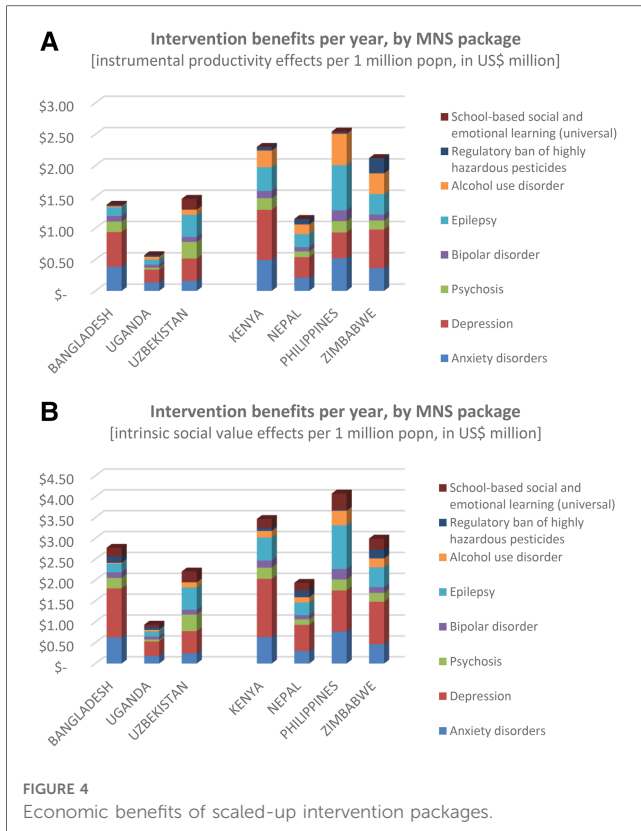 A
Intervention benefits per year, by MNS package
[instrumental productivity effects per 1 million popn, in US$ million]
$3.00
$2.50
$2.00
$1.50
$1.00
$0.50
$-
BANGLADESH
UGANDA
UZBEKISTAN
KENYA
NEPAL
PHILIPPINES
ZIMBABWE
School-based social and
emotional learning (universal)
Regulatory ban of highly
hazardous pesticides
Alcohol use disorder
Epilepsy
Bipolar disorder
Psychosis
Depression
Anxiety disorders
B
Intervention benefits per year, by MNS package
[intrinsic social value effects per 1 million popn, in US$ million]
$4.50
$4.00
$3.50
$3.00
$2.50
$2.00
$1.50
$1.00
$0.50
$-
BANGLADESH
UGANDA
UZBEKISTAN
KENYA
NEPAL
PHILIPPINES
ZIMBABWE
School-based social and
emotional learning (universal)
Regulatory ban of highly
hazardous pesticides
Alcohol use disorder
Epilepsy
Bipolar disorder
Psychosis
Depression
Anxiety disorders
FIGURE 4
Economic benefits of scaled-up intervention packages.